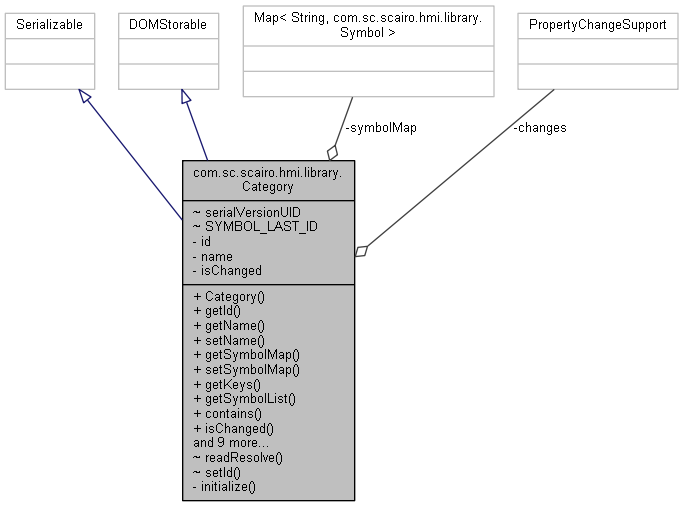 Serializable
DOMStorable
Map< String, com.sc.scairo.hmi.library.
Symbol >
PropertyChangeSupport
-symbolMap
-changes
com.sc.scairo.hmi.library.
Category
~ serialVersionUID
~ SYMBOL_LAST_ID
- id
- name
- isChanged
+ Category()
+ getId()
+ getName()
+ setName()
+ getSymbolMap()
+ setSymbolMap()
+ getKeys()
+ getSymbolList()
+ contains()
+ isChanged()
and 9 more...
~ readResolve()
~ setId()
- initialize()